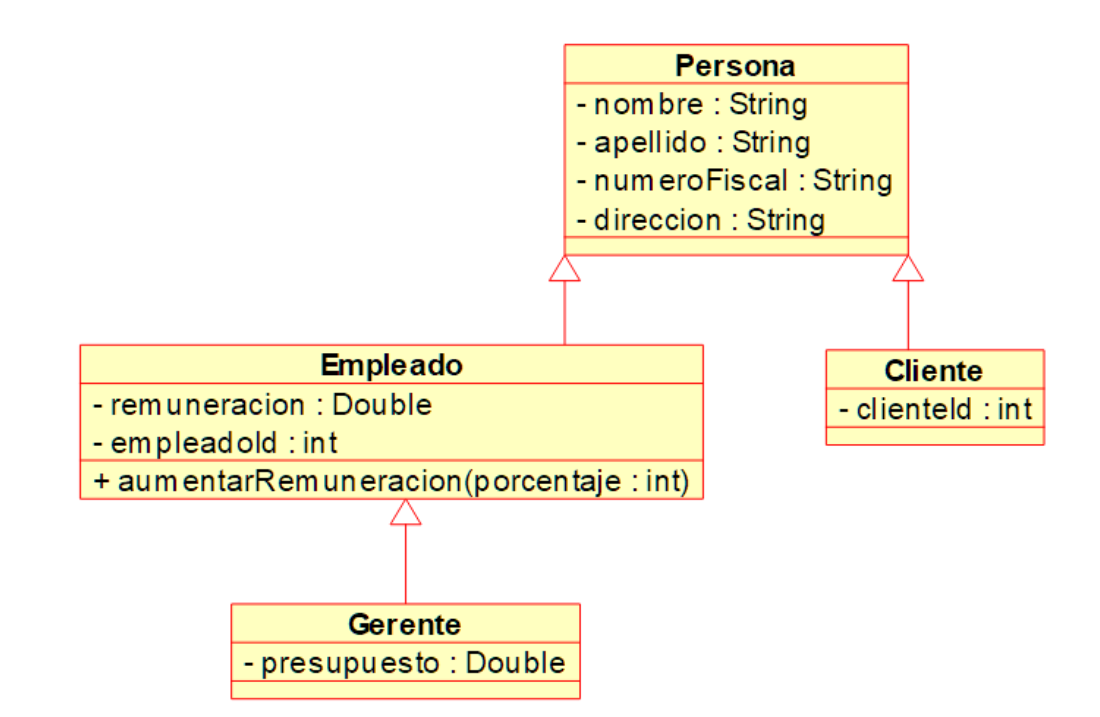 Persona
- nombre : String
- apellido : String
- numeroFiscal : String
- direccion : String
Empleado
- remuneracion : Double
- empleadoId : int
+ aumentarRemuneracion(porcentaje : int)
Cliente
- clienteId : int
Gerente
- presupuesto : Double